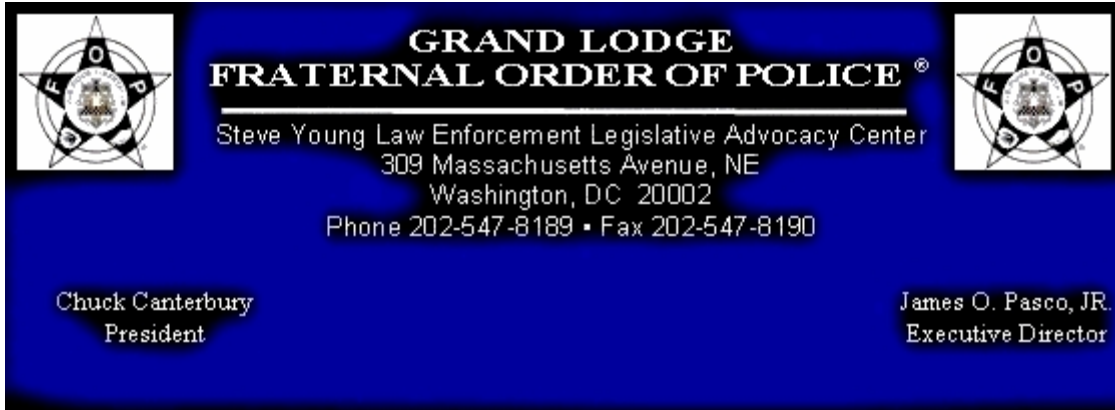 GRAND LODGE
FRATERNAL ORDER OF POLICE ®
Steve Young Law Enforcement Legislative Advocacy Center
309 Massachusetts Avenue, NE
Washington, DC 20002
Phone 202-547-8189 ▪ Fax 202-547-8190
Chuck Canterbury
President
James O. Pasco, JR.
Executive Director
F O P
F O P